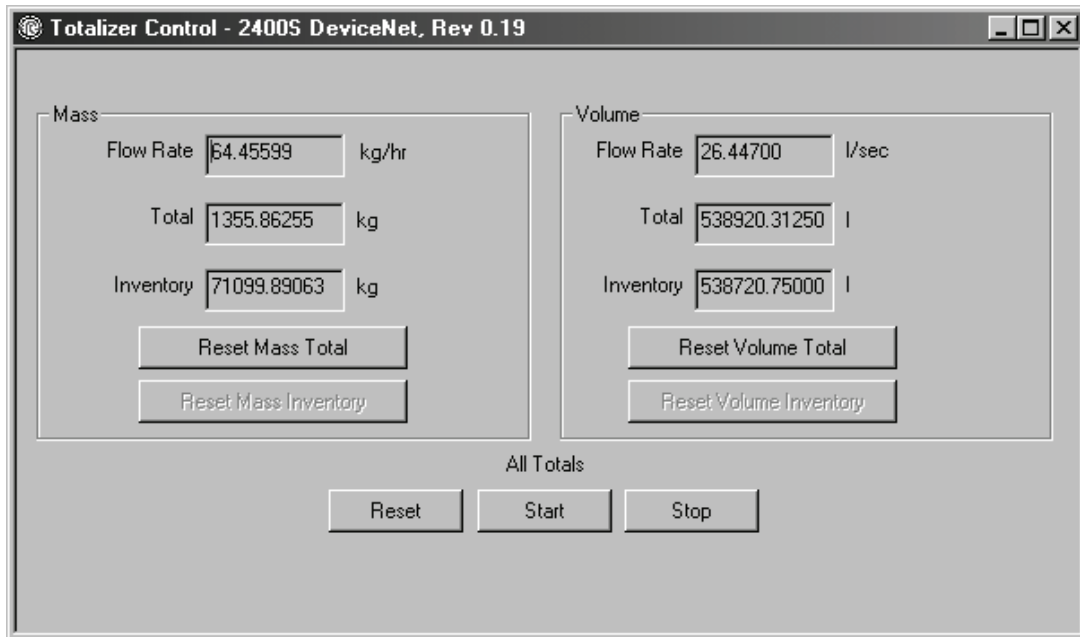 Totalizer Control - 2400S DeviceNet, Rev 0.19
Mass
Flow Rate 64.45599 kg/hr
Total 1355.86255 kg
Inventory 71099.89063 kg
Reset Mass Total
Reset Mass Inventory
Volume
Flow Rate 26.44700 l/sec
Total 538920.31250 l
Inventory 538720.75000 l
Reset Volume Total
Reset Volume Inventory
All Totals
Reset Start Stop